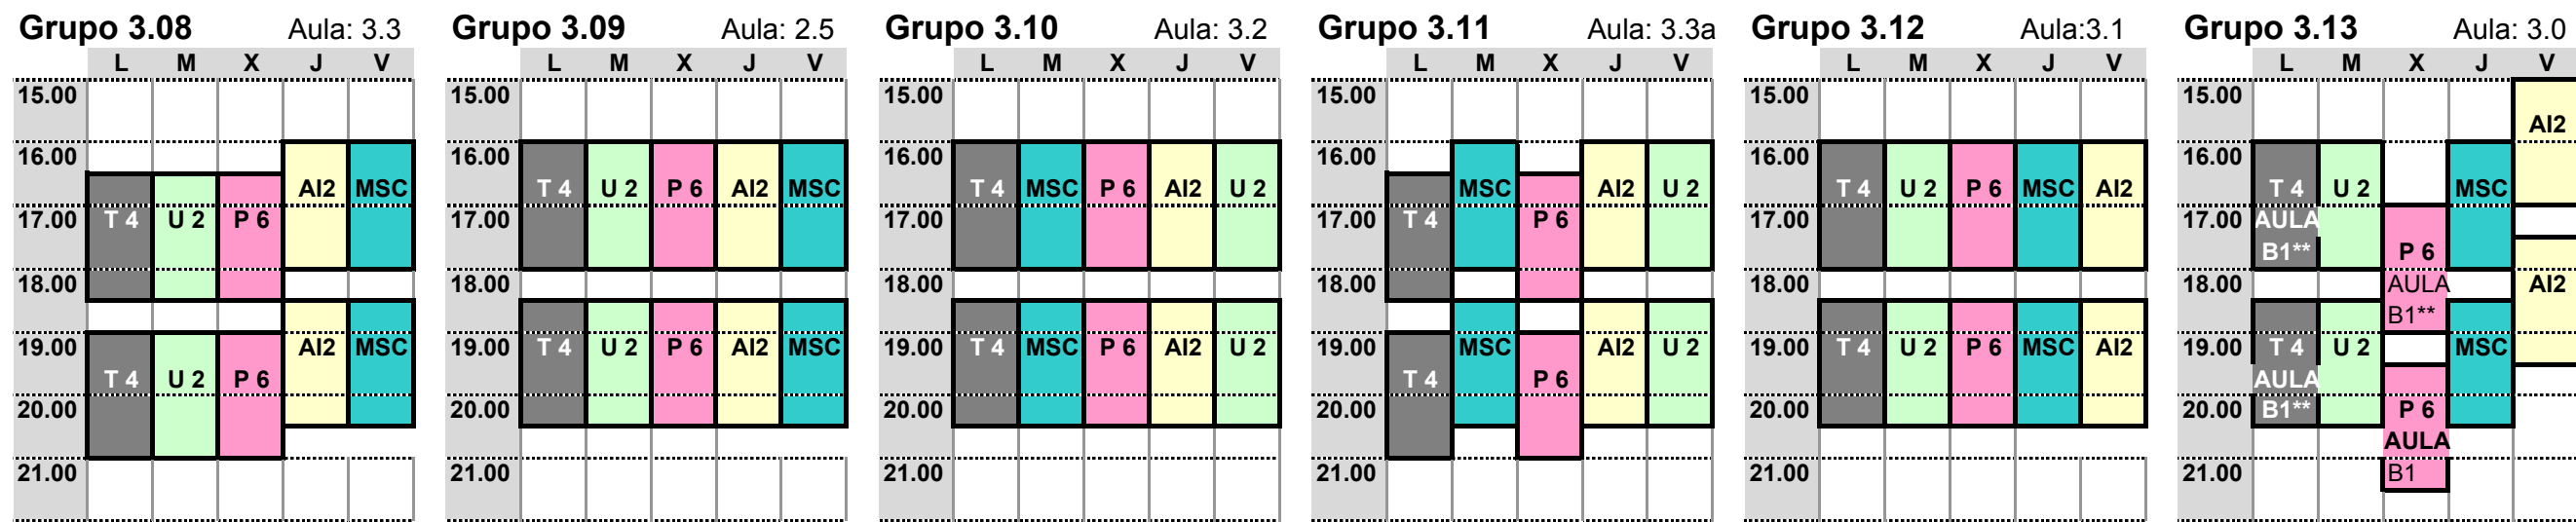 Grupo 3.08 Aula: 3.3
L M X J V
15.00
16.00
AI2 MSC
17.00 T 4 U 2 P 6
18.00
19.00 AI2 MSC
T 4 U 2 P 6
20.00
21.00
Grupo 3.09 Aula: 2.5
L M X J V
15.00
16.00
T 4 U 2 P 6 AI2 MSC
17.00
18.00
19.00 T 4 U 2 P 6 AI2 MSC
20.00
21.00
Grupo 3.10 Aula: 3.2
L M X J V
15.00
16.00
T 4 MSC P 6 AI2 U 2
17.00
18.00
19.00 T 4 MSC P 6 AI2 U 2
20.00
21.00
Grupo 3.11 Aula: 3.3a
L M X J V
15.00
16.00
MSC AI2 U 2
17.00 T 4 P 6
18.00
19.00 MSC AI2 U 2
T 4 P 6
20.00
21.00
Grupo 3.12 Aula:3.1
L M X J V
15.00
16.00
T 4 U 2 P 6 MSC AI2
17.00
18.00
19.00 T 4 U 2 P 6 MSC AI2
20.00
21.00
Grupo 3.13 Aula: 3.0
L M X J V
15.00
AI2
16.00
T 4 U 2 MSC
17.00 AULA
B1** P 6
18.00 AULA AI2
B1**
19.00 T 4 U 2 MSC
AULA
20.00 B1** P 6
AULA
21.00 B1